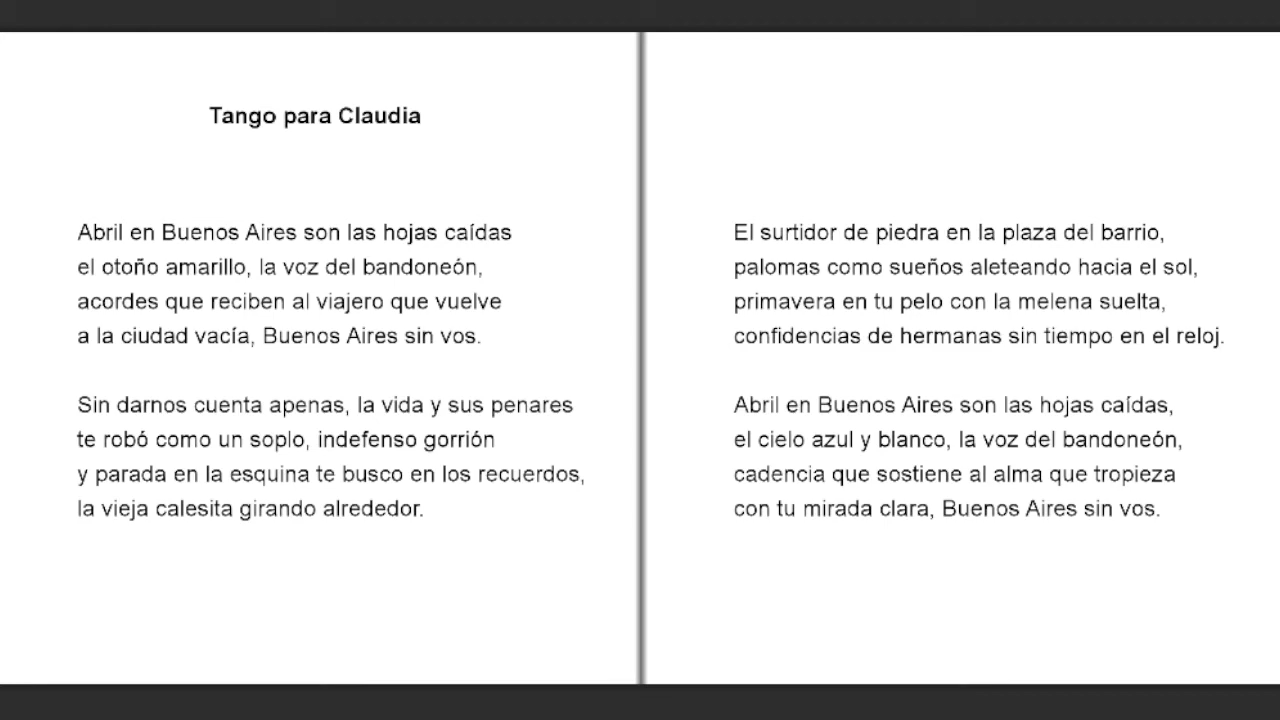 Tango para Claudia
Abril en Buenos Aires son las hojas caídas
el otoño amarillo, la voz del bandoneón,
acordes que reciben al viajero que vuelve
a la ciudad vacía, Buenos Aires sin vos.
Sin darnos cuenta apenas, la vida y sus penares
te robó como un soplo, indefenso gorrión
y parada en la esquina te busco en los recuerdos,
la vieja calesita girando alrededor.
El surtidor de piedra en la plaza del barrio,
palomas como sueños aleteando hacia el sol,
primavera en tu pelo con la melena suelta,
confidencias de hermanas sin tiempo en el reloj.
Abril en Buenos Aires son las hojas caídas,
el cielo azul y blanco, la voz del bandoneón,
cadencia que sostiene al alma que tropieza
con tu mirada clara, Buenos Aires sin vos.